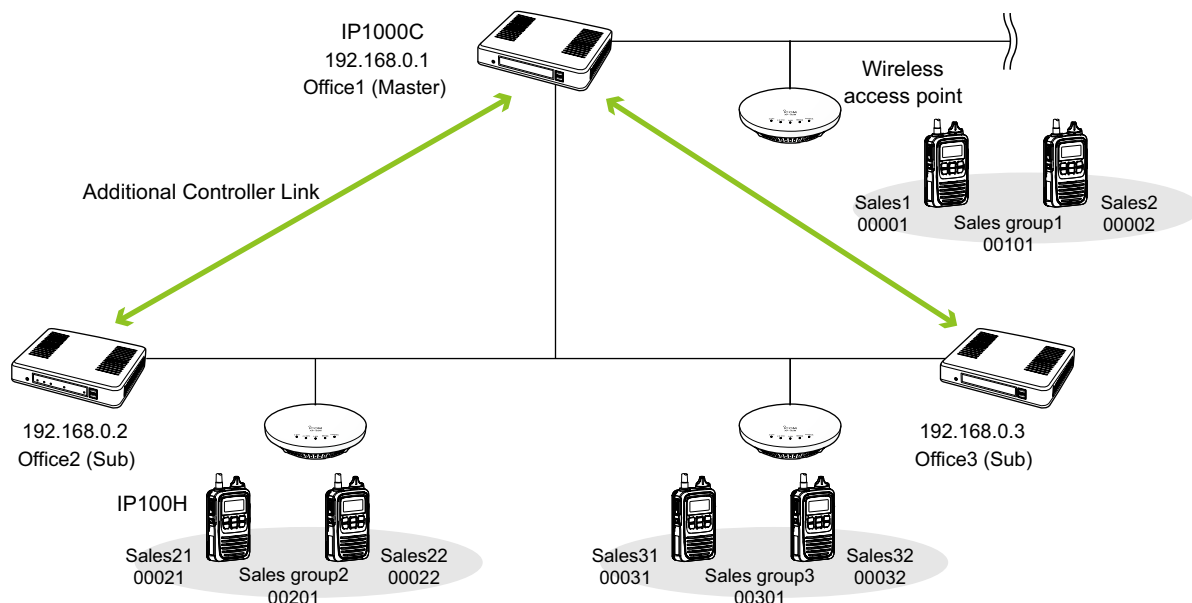 IP1000C
192.168.0.1
Office1 (Master)
Wireless
access point
Additional Controller Link
Sales1
00001
Sales group1
00101
Sales2
00002
192.168.0.2
Office2 (Sub)
192.168.0.3
Office3 (Sub)
IP100H
Sales21
00021
Sales group2
00201
Sales22
00022
Sales31
00031
Sales group3
00301
Sales32
00032